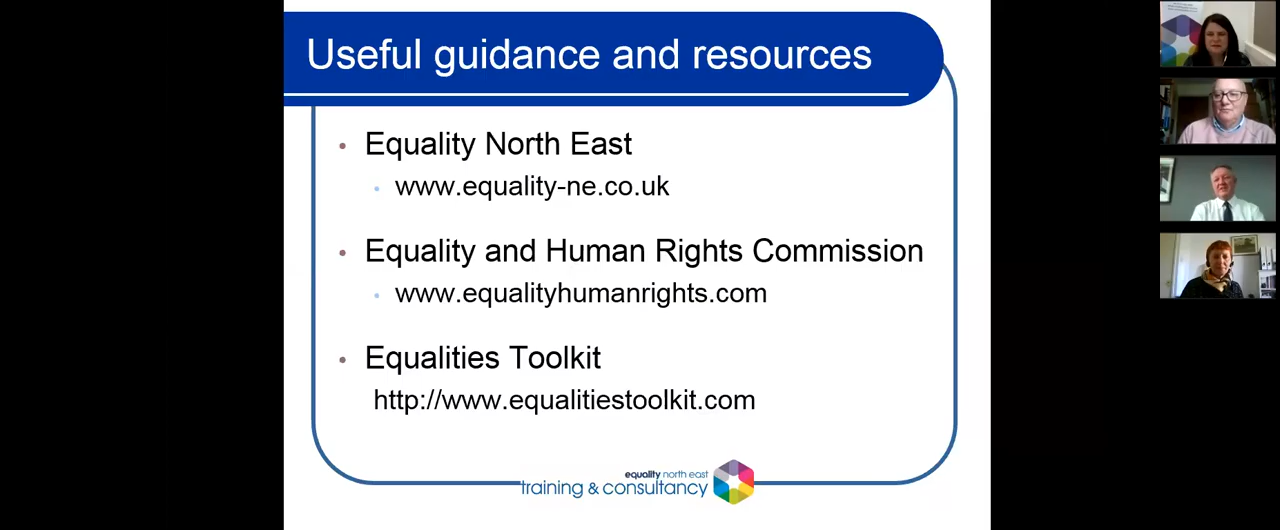 Useful guidance and resources
Equality North East
www.equality-ne.co.uk
Equality and Human Rights Commission
www.equalityhumanrights.com
Equalities Toolkit
http://www.equalitiestoolkit.com
equality north east
training & consultancy